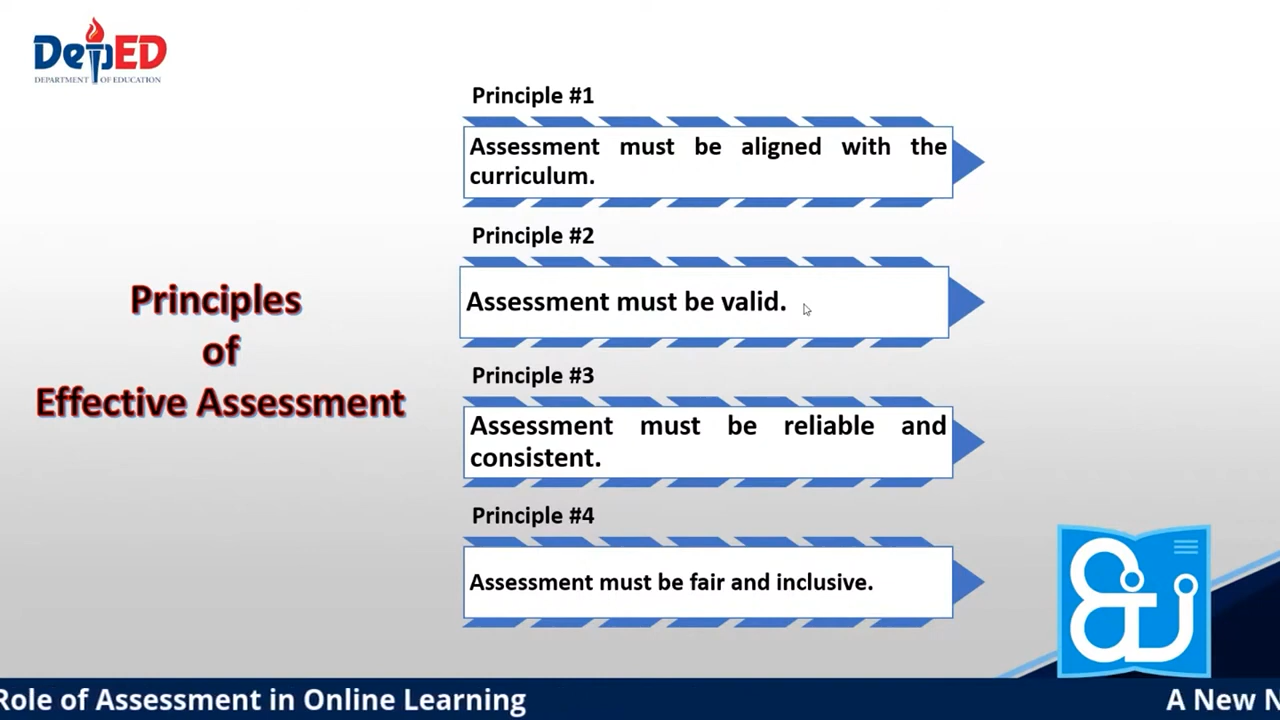 DepED
DEPARTMENT OF EDUCATION
Principles
of
Effective Assessment
Principle #1
Assessment must be aligned with the
curriculum.
Principle #2
Assessment must be valid.
Principle #3
Assessment must be reliable and
consistent.
Principle #4
Assessment must be fair and inclusive.
Role of Assessment in Online Learning
A New N